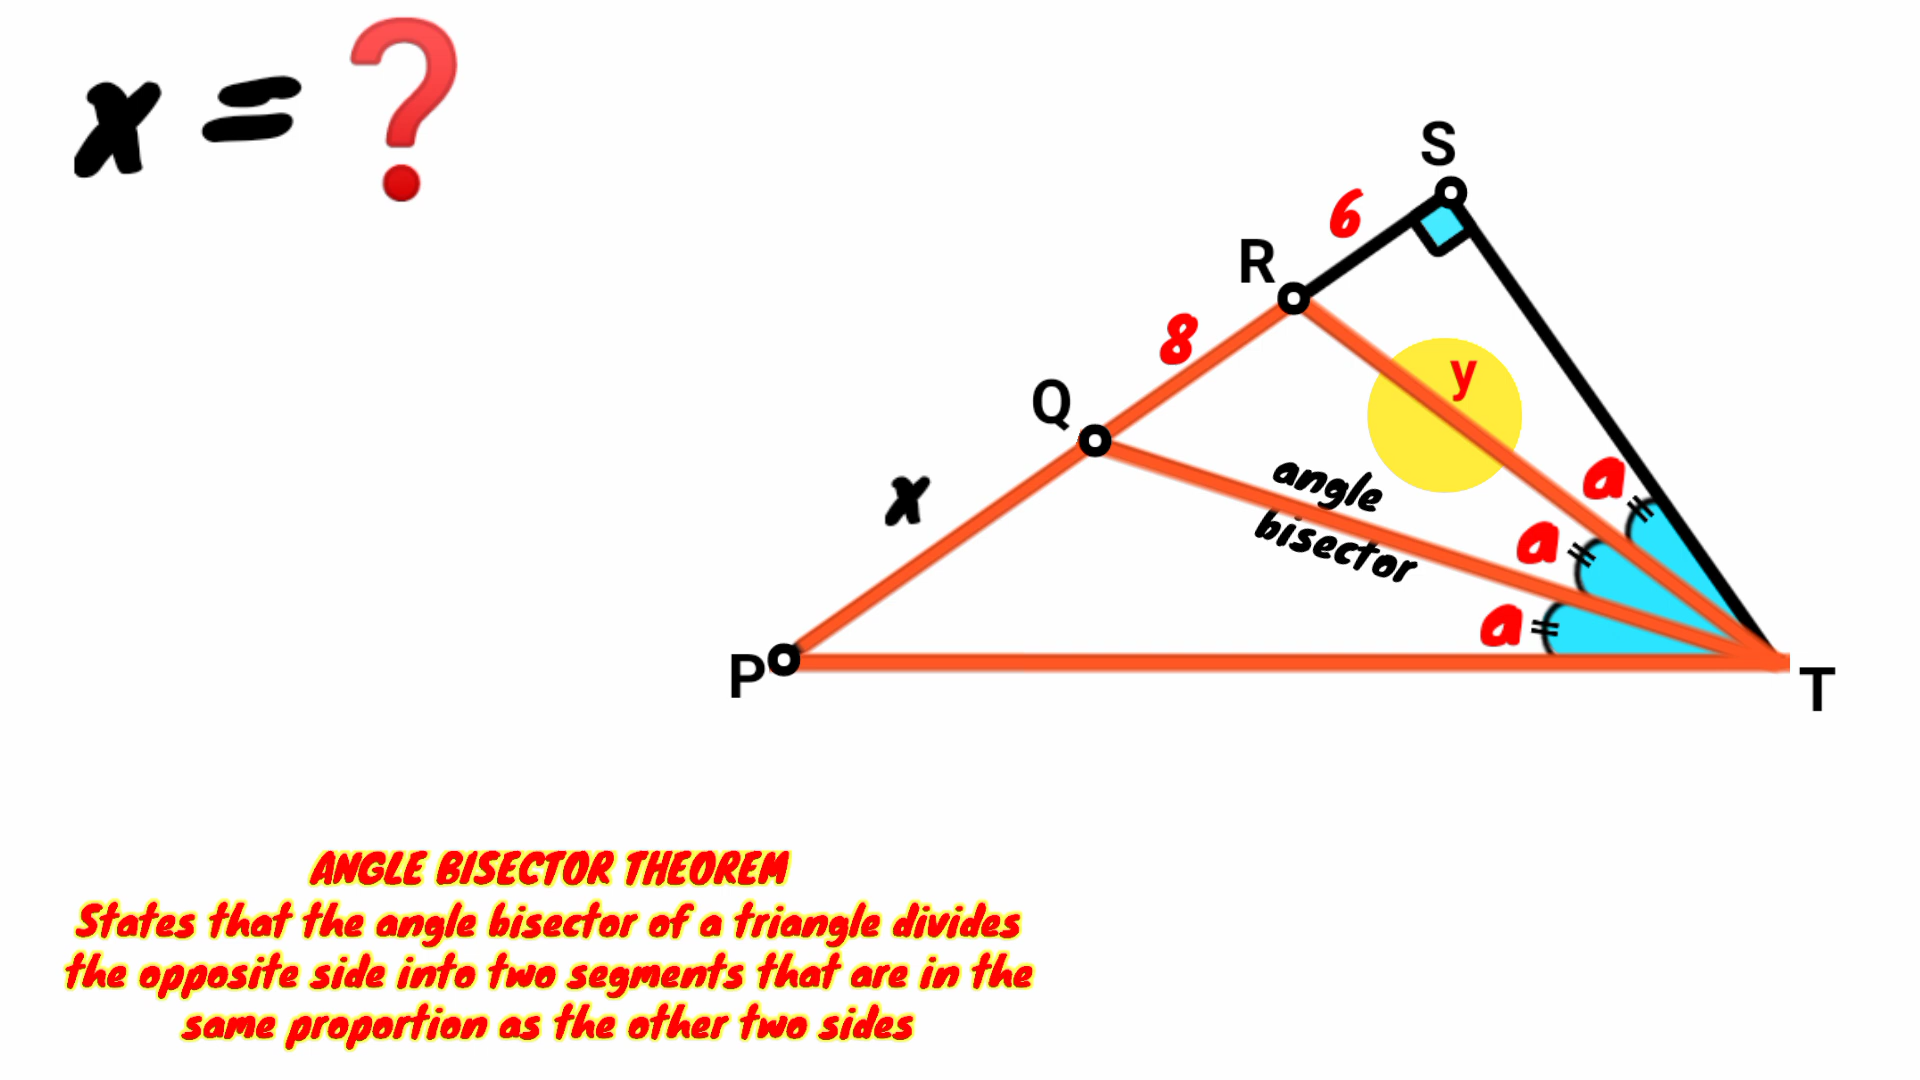 x = ?
S
6
R
8
y
Q
a
angle
x
bisector
a
a
P
T
ANGLE BISECTOR THEOREM
States that the angle bisector of a triangle divides
the opposite side into two segments that are in the
same proportion as the other two sides